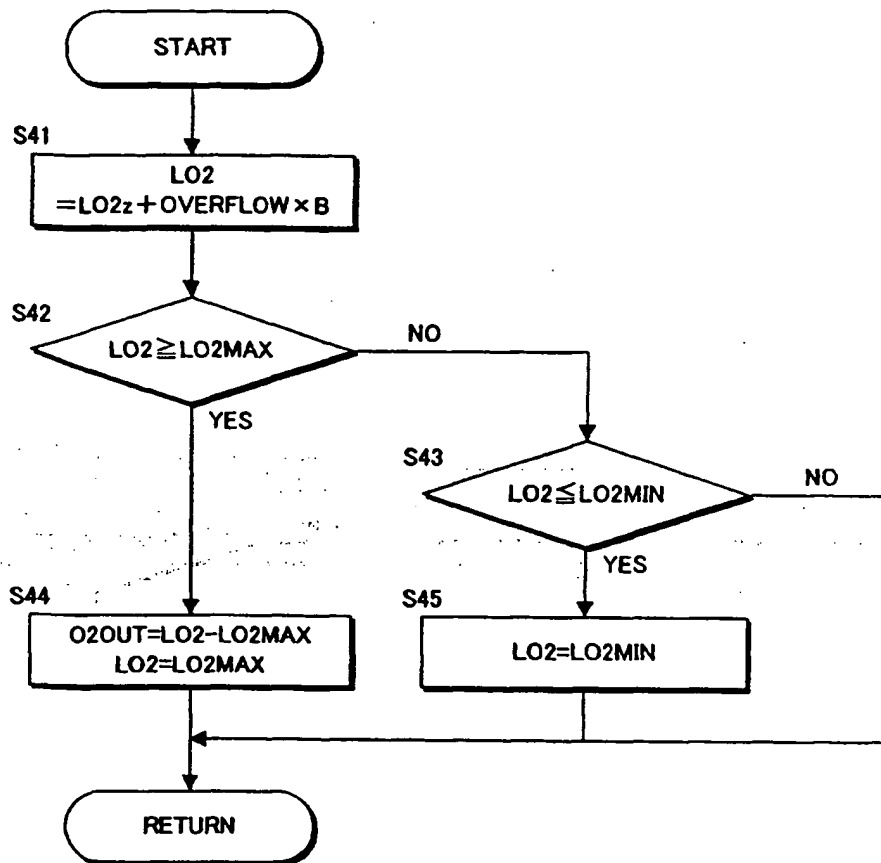 START
S41
LO2
=LO2z+OVERFLOW×B
S42
LO2≧LO2MAX
NO
YES
S43
LO2≦LO2MIN
NO
YES
S44
O2OUT=LO2-LO2MAX
LO2=LO2MAX
S45
LO2=LO2MIN
RETURN